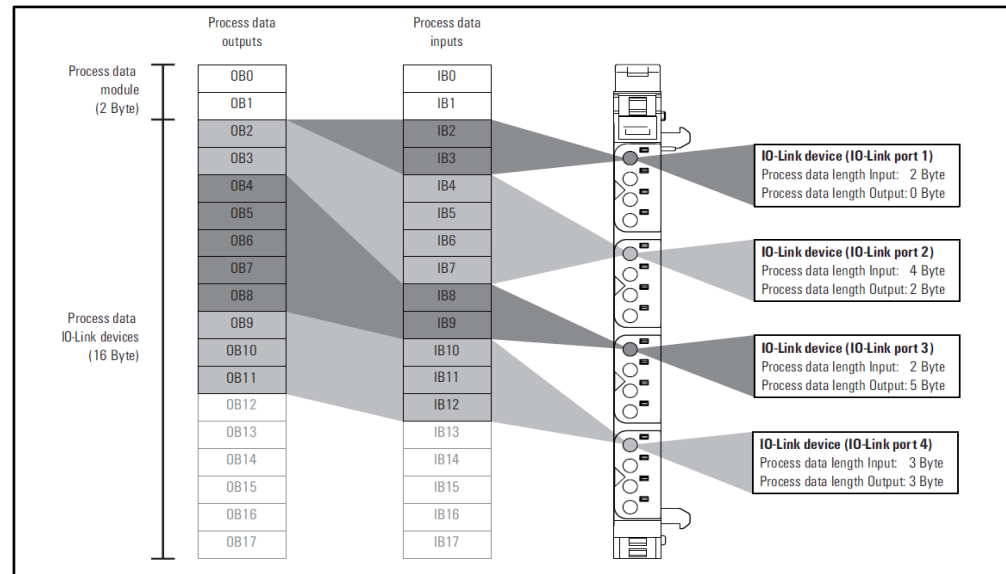 Process data
outputs
Process data
inputs
Process data
module
(2 Byte)
Process data
IO-Link devices
(16 Byte)
OB0
OB1
OB2
OB3
OB4
OB5
OB6
OB7
OB8
OB9
OB10
OB11
OB12
OB13
OB14
OB15
OB16
OB17
IB0
IB1
IB2
IB3
IB4
IB5
IB6
IB7
IB8
IB9
IB10
IB11
IB12
IB13
IB14
IB15
IB16
IB17
IO-Link device (IO-Link port 1)
Process data length Input: 2 Byte
Process data length Output: 0 Byte
IO-Link device (IO-Link port 2)
Process data length Input: 4 Byte
Process data length Output: 2 Byte
IO-Link device (IO-Link port 3)
Process data length Input: 2 Byte
Process data length Output: 5 Byte
IO-Link device (IO-Link port 4)
Process data length Input: 3 Byte
Process data length Output: 3 Byte